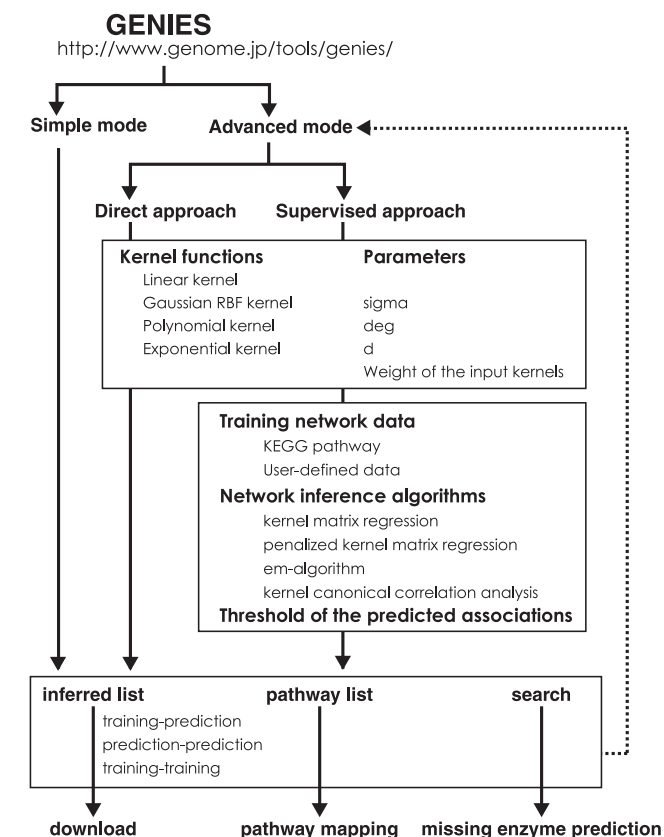 GENIES
http://www.genome.jp/tools/genies/
Simple mode
Advanced mode
Direct approach
Supervised approach
Kernel functions
Parameters
Linear kernel
Gaussian RBF kernel
sigma
Polynomial kernel
deg
Exponential kernel
d
Weight of the input kernels
Training network data
KEGG pathway
User-defined data
Network inference algorithms
kernel matrix regression
penalized kernel matrix regression
em-algorithm
kernel canonical correlation analysis
Threshold of the predicted associations
inferred list
pathway list
search
training-prediction
prediction-prediction
training-training
download
pathway mapping
missing enzyme prediction